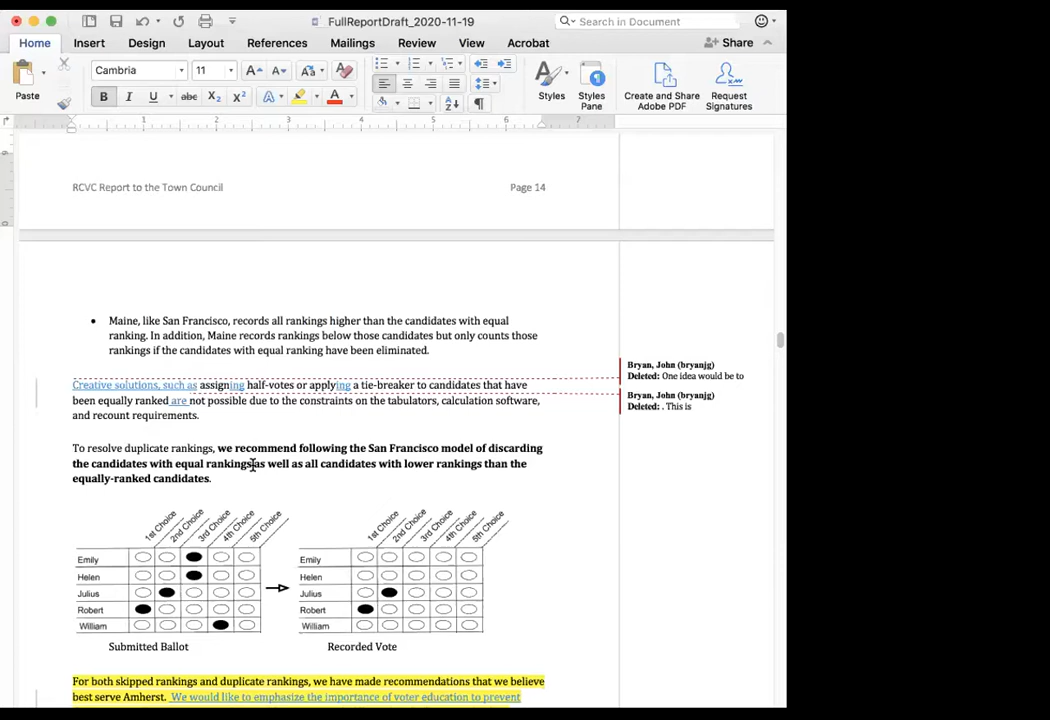 FullReportDraft_2020-11-19
Search in Document
Home Insert Design Layout References Mailings Review View Acrobat Share
Cambria 11
Paste
B I U abc X2 X2 A A
Styles
Styles
Pane
Create and Share
Adobe PDF
Request
Signatures
1 2 3 4 5 6 7
RCVC Report to the Town Council Page 14
• Maine, like San Francisco, records all rankings higher than the candidates with equal
ranking. In addition, Maine records rankings below those candidates but only counts those
rankings if the candidates with equal ranking have been eliminated.
Creative solutions, such as assigning half-votes or applying a tie-breaker to candidates that have
been equally ranked are not possible due to the constraints on the tabulators, calculation software,
and recount requirements.
Bryan, John (bryanjg)
Deleted: One idea would be to
Bryan, John (bryanjg)
Deleted: . This is
To resolve duplicate rankings, we recommend following the San Francisco model of discarding
the candidates with equal rankings as well as all candidates with lower rankings than the
equally-ranked candidates.
1st Choice 2nd Choice 3rd Choice 4th Choice 5th Choice
Emily
Helen
Julius
Robert
William
Submitted Ballot
1st Choice 2nd Choice 3rd Choice 4th Choice 5th Choice
Emily
Helen
Julius
Robert
William
Recorded Vote
For both skipped rankings and duplicate rankings, we have made recommendations that we believe
best serve Amherst. We would like to emphasize the importance of voter education to prevent